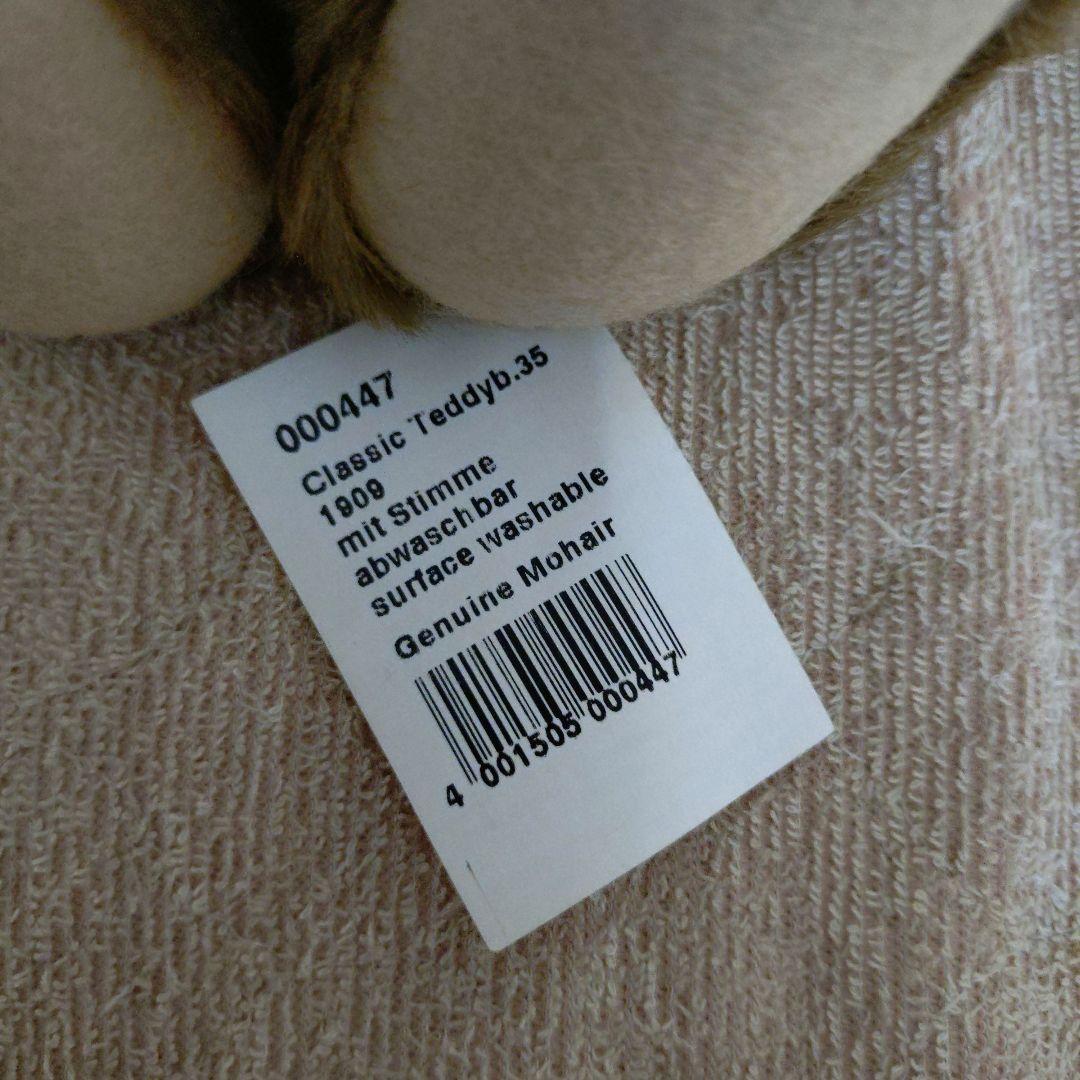 000447
Classic Teddyb.35
1909
mit Stimme
abwaschbar
surface washable
Genuine Mohair
4 001505 000447